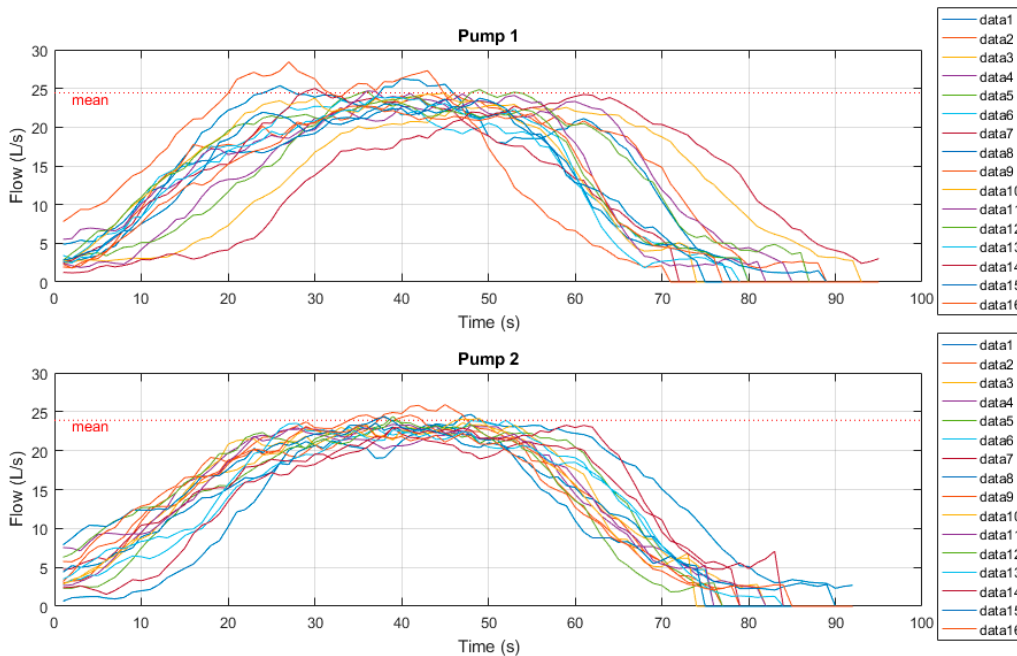 Pump 1
Flow (L/s)
30
25
20
15
10
5
0
mean
0 10 20 30 40 50 60 70 80 90 100
Time (s)
data1
data2
data3
data4
data5
data6
data7
data8
data9
data10
data11
data12
data13
data14
data15
data16
Pump 2
Flow (L/s)
30
25
20
15
10
5
0
mean
0 10 20 30 40 50 60 70 80 90 100
Time (s)
data1
data2
data3
data4
data5
data6
data7
data8
data9
data10
data11
data12
data13
data14
data15
data16